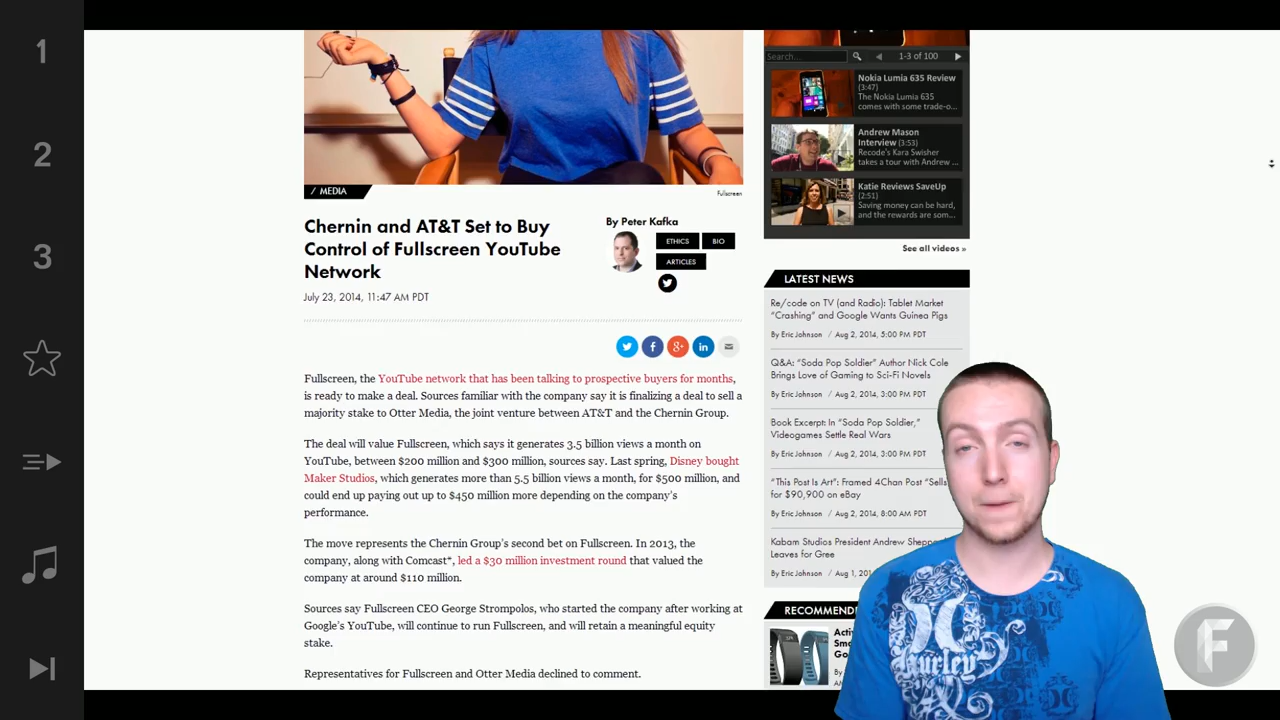 1
2
3
Search...
1-3 of 100
Nokia Lumia 635 Review
(3:47)
The Nokia Lumia 635
comes with some trade-o...
Andrew Mason
Interview (3:53)
Recode's Kara Swisher
takes a tour with Andrew ...
Katie Reviews SaveUp
(2:51)
Saving money can be hard,
and the rewards are som...
See all videos »
/ MEDIA
Fullscreen
Chernin and AT&T Set to Buy
Control of Fullscreen YouTube
Network
July 23, 2014, 11:47 AM PDT
By Peter Kafka
ETHICS
BIO
ARTICLES
Fullscreen, the YouTube network that has been talking to prospective buyers for months,
is ready to make a deal. Sources familiar with the company say it is finalizing a deal to sell a
majority stake to Otter Media, the joint venture between AT&T and the Chernin Group.
The deal will value Fullscreen, which says it generates 3.5 billion views a month on
YouTube, between $200 million and $300 million, sources say. Last spring, Disney bought
Maker Studios, which generates more than 5.5 billion views a month, for $500 million, and
could end up paying out up to $450 million more depending on the company's
performance.
The move represents the Chernin Group's second bet on Fullscreen. In 2013, the
company, along with Comcast*, led a $30 million investment round that valued the
company at around $110 million.
Sources say Fullscreen CEO George Strompolos, who started the company after working at
Google's YouTube, will continue to run Fullscreen, and will retain a meaningful equity
stake.
Representatives for Fullscreen and Otter Media declined to comment.
LATEST NEWS
Re/code on TV (and Radio): Tablet Market
"Crashing" and Google Wants Guinea Pigs
By Eric Johnson / Aug 2, 2014, 5:00 PM PDT
Q&A: "Soda Pop Soldier" Author Nick Cole
Brings Love of Gaming to Sci-Fi Novels
By Eric Johnson / Aug 2, 2014, 3:00 PM PDT
Book Excerpt: In "Soda Pop Soldier,"
Videogames Settle Real Wars
By Eric Johnson / Aug 2, 2014, 3:00 PM PDT
"This Post Is Art": Framed 4Chan Post "Sells
for $90,900 on eBay
By Eric Johnson / Aug 2, 2014, 8:00 AM PDT
Kabam Studios President Andrew
Leaves for Gree
By Eric Johnson / Aug 1,
Hurley
F